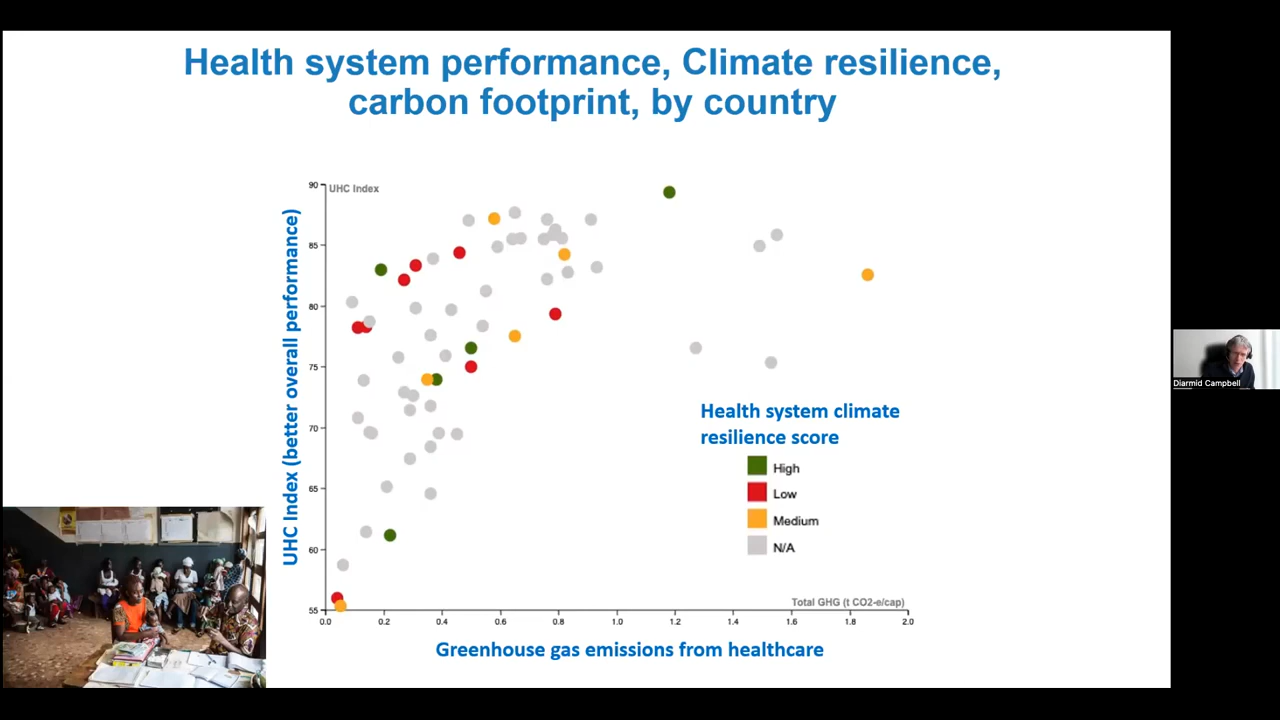 Health system performance, Climate resilience,
carbon footprint, by country
UHC Index (better overall performance)
UHC Index
90
85
80
75
70
65
60
55
0.0
0.2
0.4
0.6
0.8
1.0
1.2
1.4
1.6
1.8
2.0
Total GHG (t CO2-e/cap)
Greenhouse gas emissions from healthcare
Health system climate
resilience score
High
Low
Medium
N/A
Diarmid Campbell